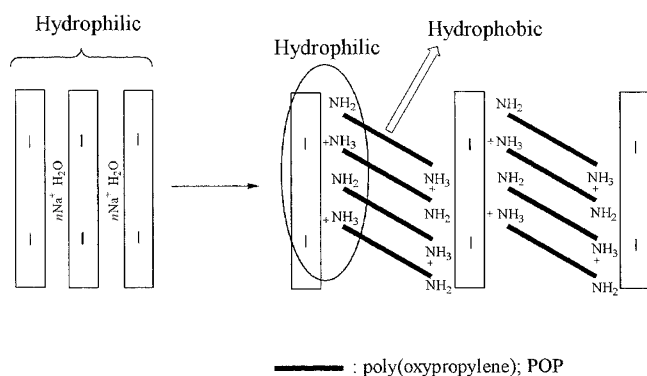 Hydrophilic
nNa+ H2O
nNa+ H2O
Hydrophilic
Hydrophobic
NH2
+NH3
NH2
+NH3
NH3
+
NH2
NH3
+
NH2
NH2
+NH3
NH2
+ NH3
NH3
+
NH2
NH3
+
NH2
: poly(oxypropylene); POP